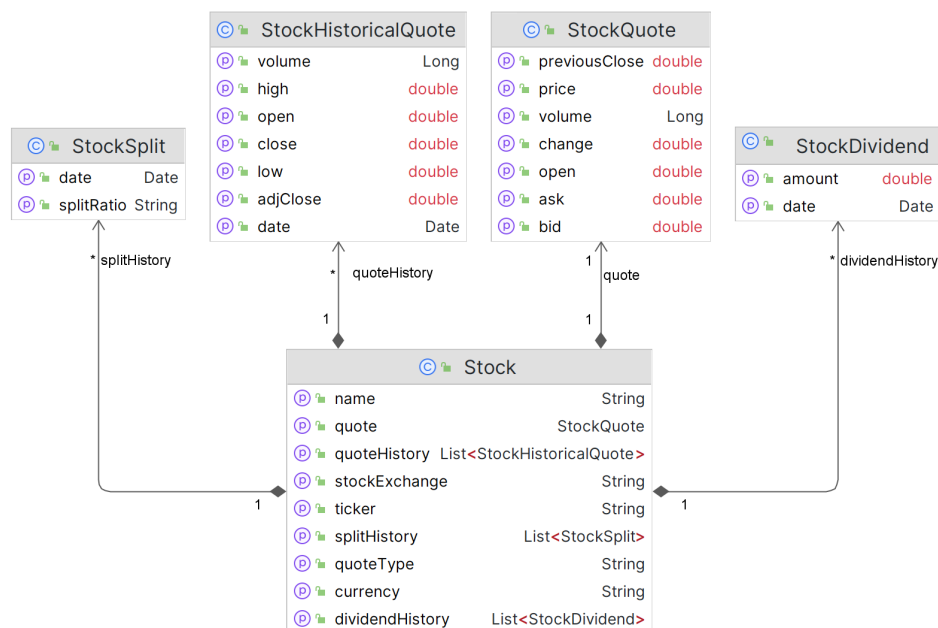 C StockHistoricalQuote
p volume Long
p high double
p open double
p close double
p low double
p adjClose double
p date Date
C StockQuote
p previousClose double
p price double
p volume Long
p change double
p open double
p ask double
p bid double
C StockSplit
p date Date
p splitRatio String
C StockDividend
p amount double
p date Date
* splitHistory
* quoteHistory
1
1 quote
1
* dividendHistory
C Stock
p name String
p quote StockQuote
p quoteHistory List<StockHistoricalQuote>
p stockExchange String
p ticker String
p splitHistory List<StockSplit>
p quoteType String
p currency String
p dividendHistory List<StockDividend>
1
1